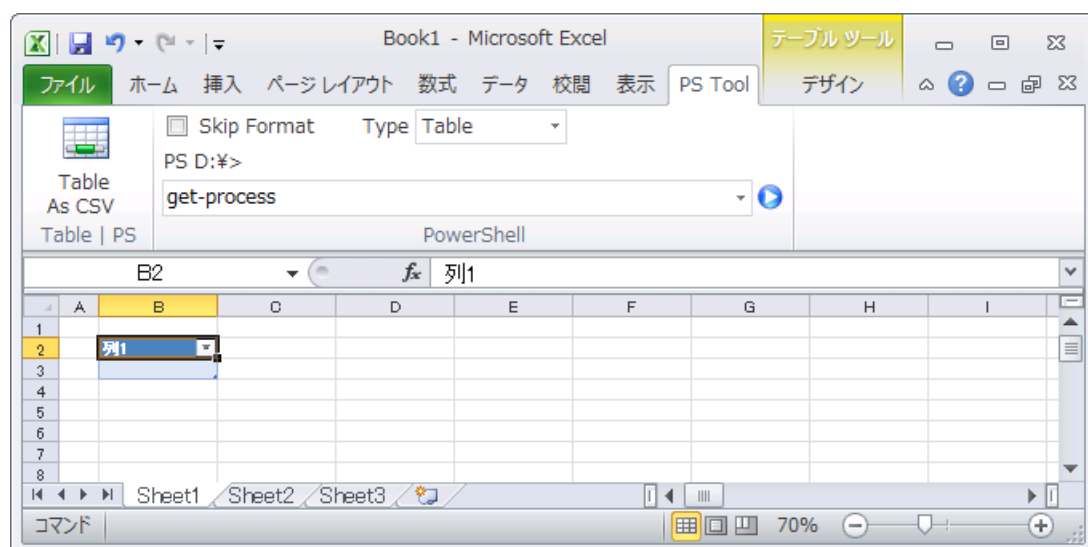 Book1 - Microsoft Excel テーブル ツール
ファイル ホーム 挿入 ページ レイアウト 数式 データ 校閲 表示 PS Tool デザイン
Skip Format Type Table
PS D:¥>
Table
As CSV
get-process
Table | PS PowerShell
B2 fx 列1
A B C D E F G H I
1
2 列1
3
4
5
6
7
8
Sheet1 Sheet2 Sheet3
コマンド 70%